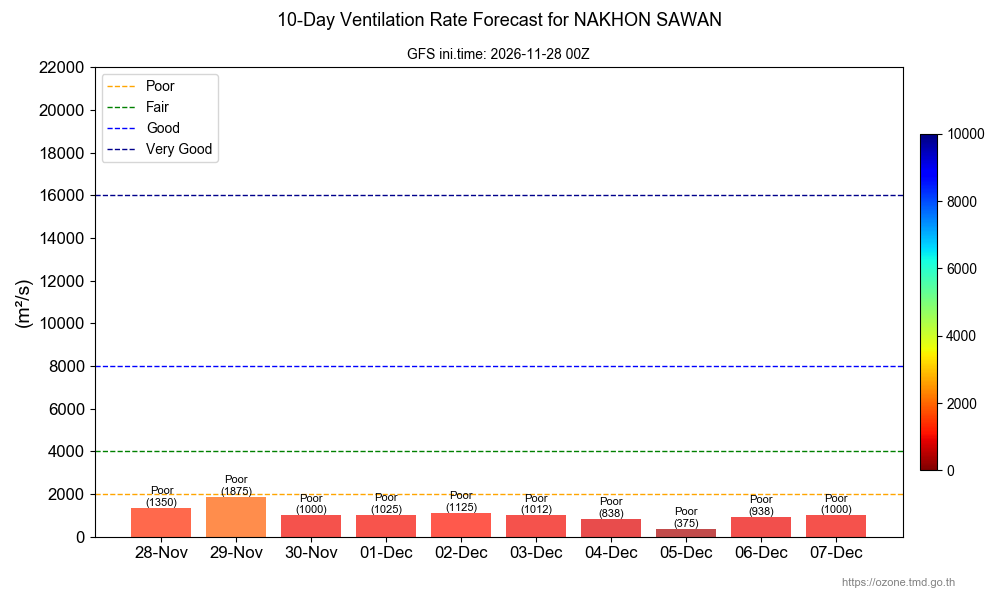 10-Day Ventilation Rate Forecast for NAKHON SAWAN
GFS ini.time: 2026-11-28 00Z
(m²/s)
22000
20000
18000
16000
14000
12000
10000
8000
6000
4000
2000
0
Poor
Fair
Good
Very Good
Poor
(1350)
Poor
(1875)
Poor
(1000)
Poor
(1025)
Poor
(1125)
Poor
(1012)
Poor
(838)
Poor
(375)
Poor
(938)
Poor
(1000)
28-Nov 29-Nov 30-Nov 01-Dec 02-Dec 03-Dec 04-Dec 05-Dec 06-Dec 07-Dec
10000
8000
6000
4000
2000
0
https://ozone.tmd.go.th